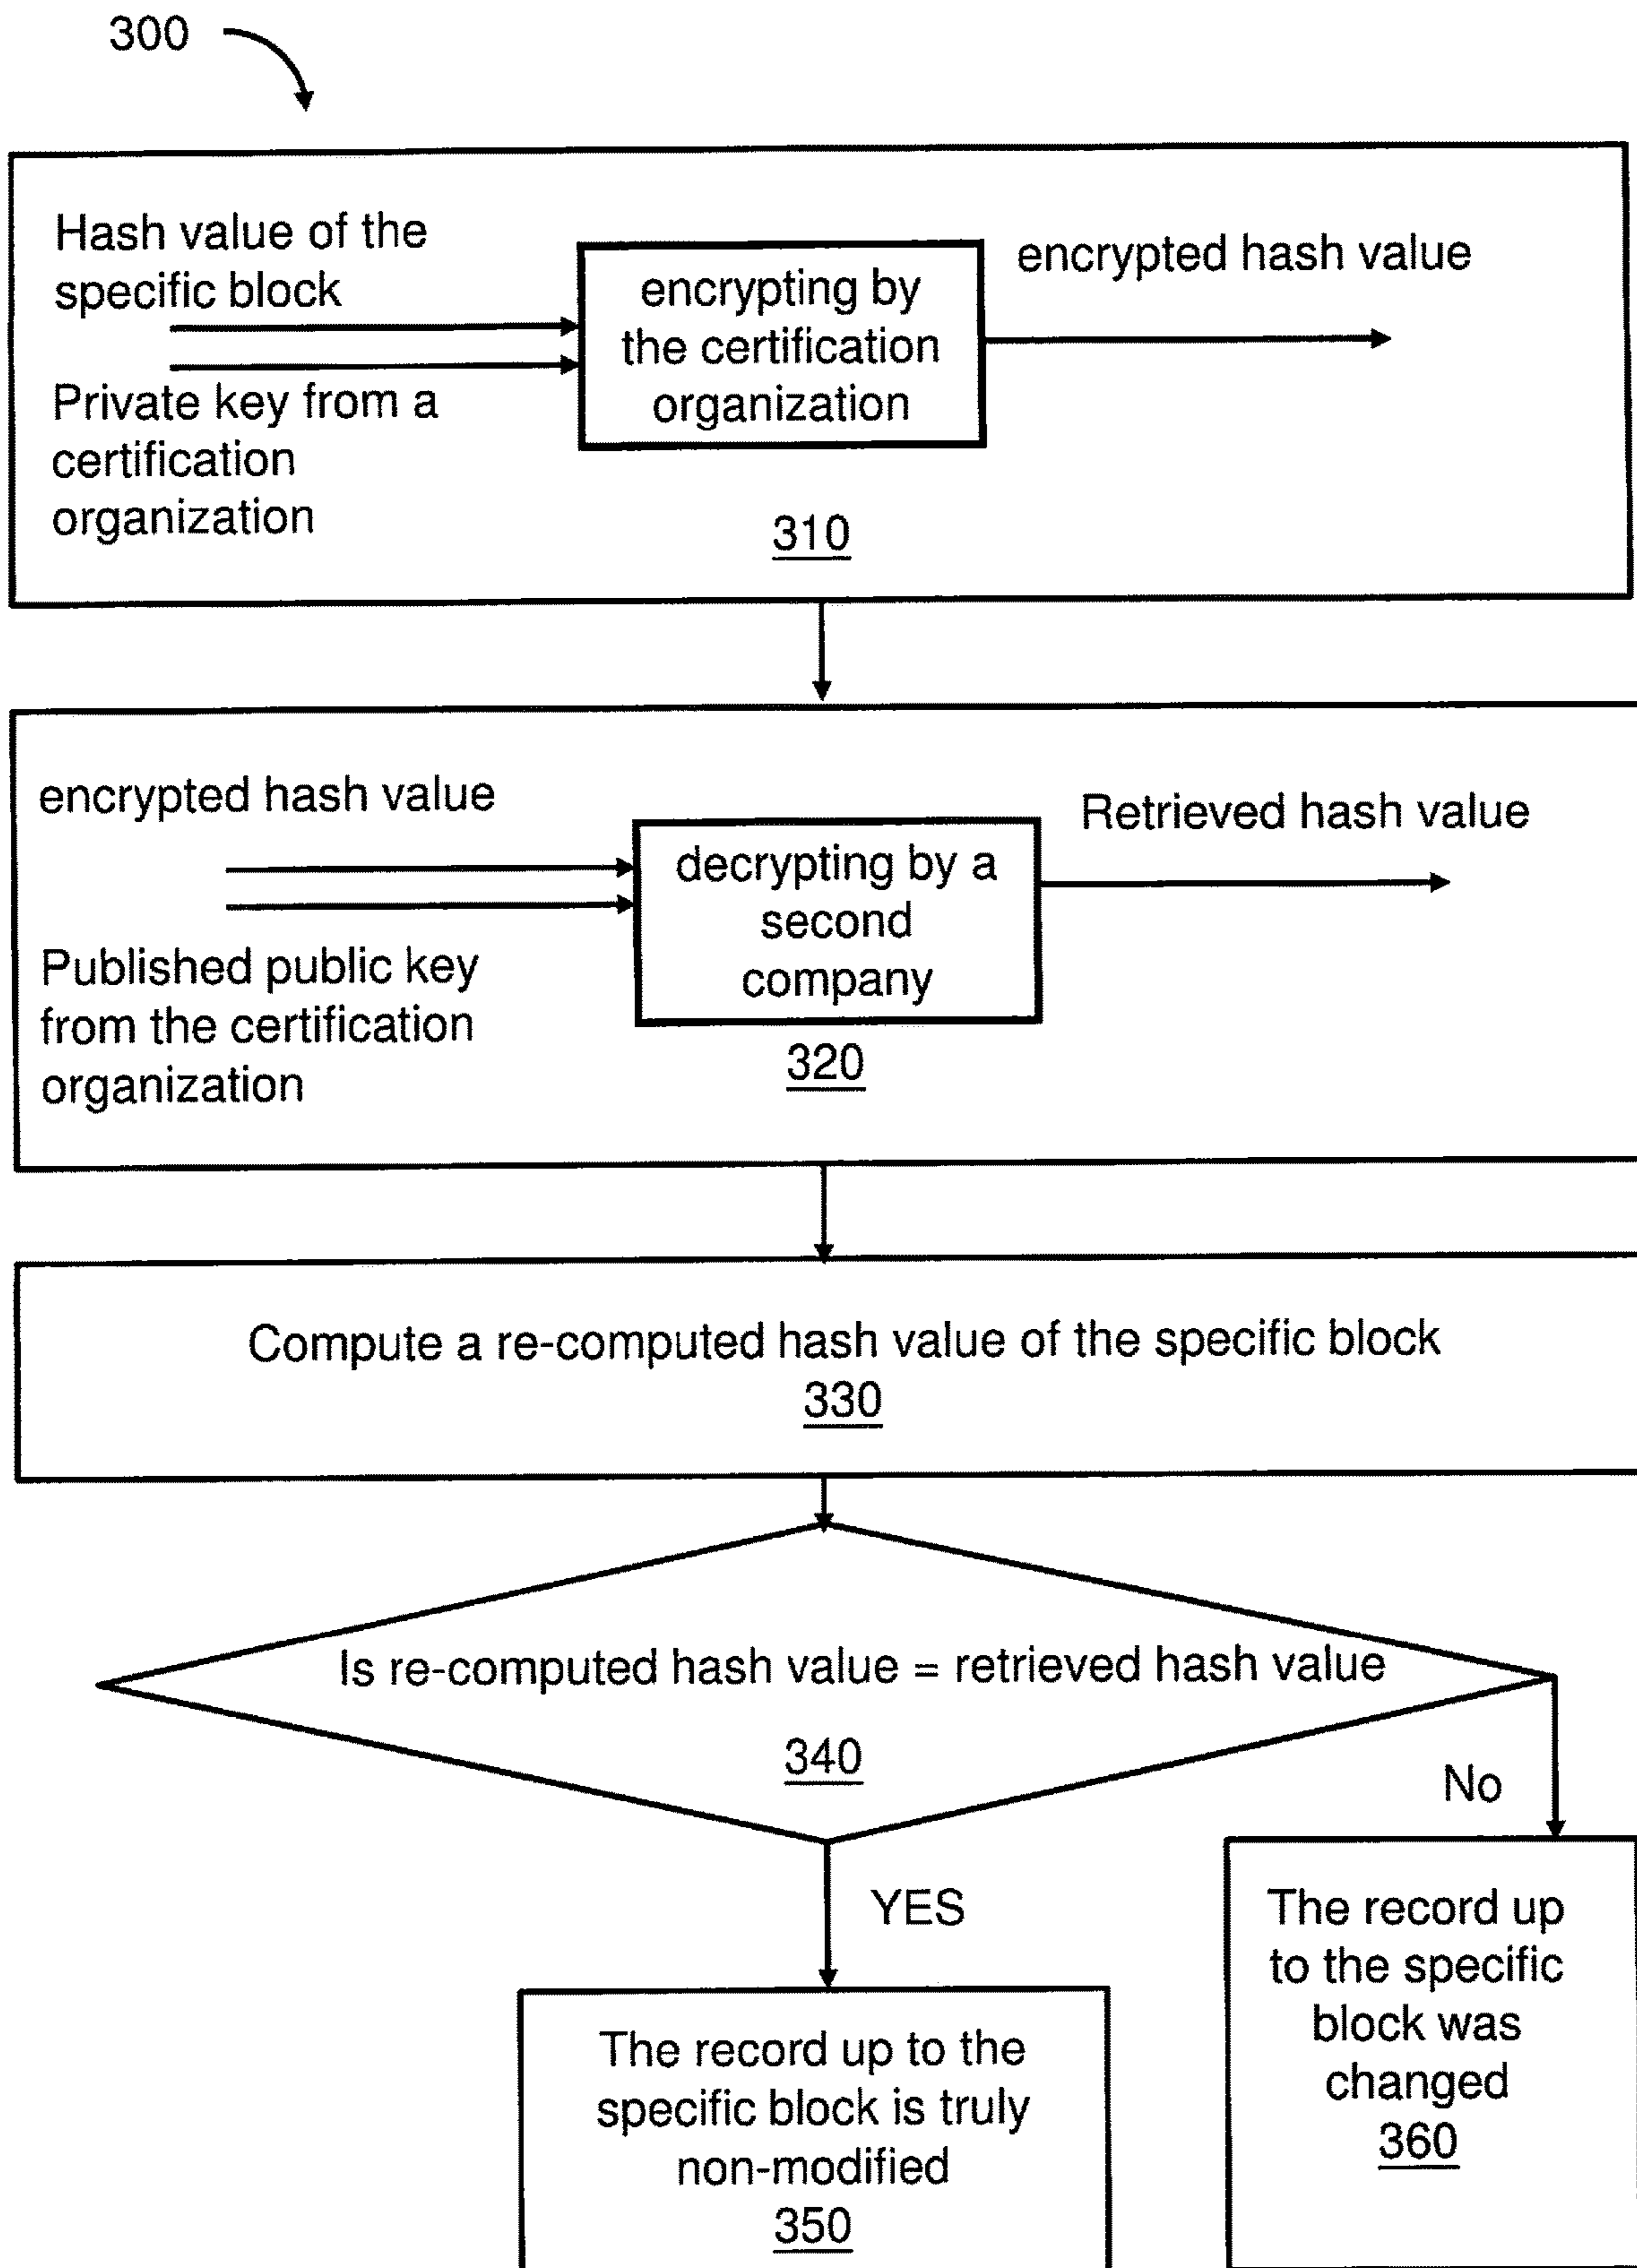 300
Hash value of the
specific block
Private key from a
certification
organization
encrypting by
the certification
organization
encrypted hash value
310
encrypted hash value
Published public key
from the certification
organization
decrypting by a
second
company
Retrieved hash value
320
Compute a re-computed hash value of the specific block
330
Is re-computed hash value = retrieved hash value
340
No
YES
The record up to the
specific block is truly
non-modified
350
The record up
to the specific
block was
changed
360